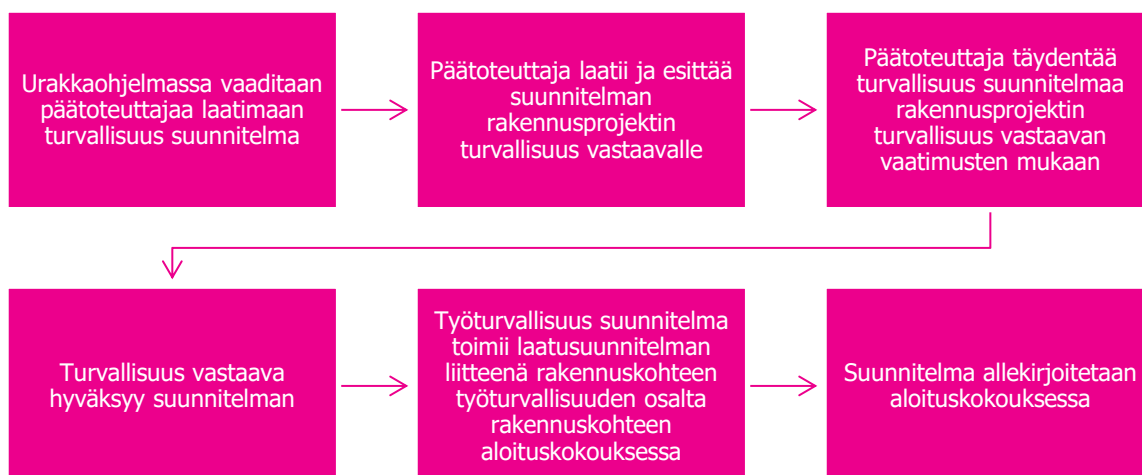 Urakkaohjelmassa vaaditaan
päätoteuttajaa laatimaan
turvallisuus suunnitelma
Päätoteuttaja laatii ja esittää
suunnitelman
rakennusprojektin
turvallisuus vastaavalle
Päätoteuttaja täydentää
turvallisuus suunnitelmaa
rakennusprojektin
turvallisuus vastaavan
vaatimusten mukaan
Turvallisuus vastaava
hyväksyy suunnitelman
Työturvallisuus suunnitelma
toimii laatusuunnitelman
liitteenä rakennuskohteen
työturvallisuuden osalta
rakennuskohteen
aloituskokouksessa
Suunnitelma allekirjoitetaan
aloituskokouksessa